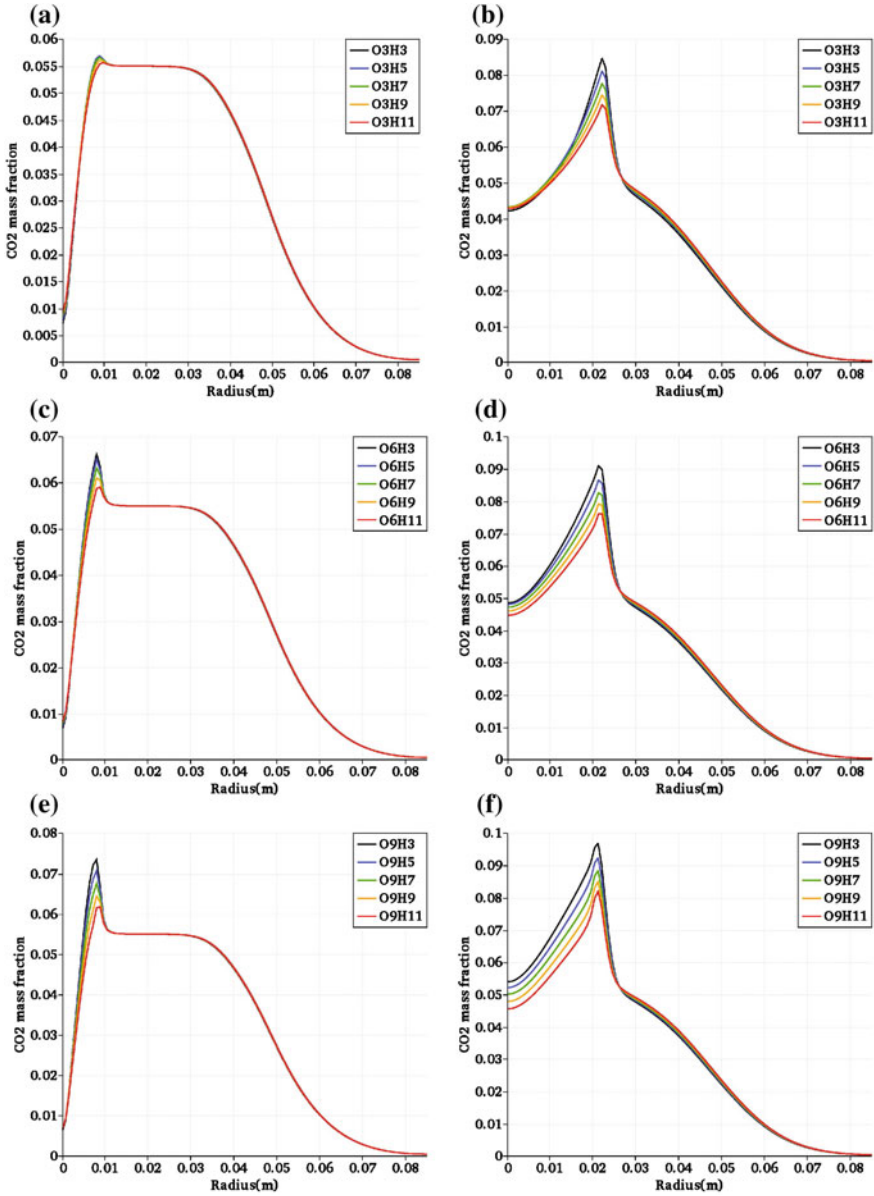 (a)
0.06
0.055
0.05
0.045
0.04
0.035
0.03
0.025
0.02
0.015
0.01
0.005
0
CO2 mass fraction
O3H3
O3H5
O3H7
O3H9
O3H11
0 0.01 0.02 0.03 0.04 0.05 0.06 0.07 0.08
Radius(m)
(b)
0.09
0.08
0.07
0.06
0.05
0.04
0.03
0.02
0.01
0
CO2 mass fraction
O3H3
O3H5
O3H7
O3H9
O3H11
0 0.01 0.02 0.03 0.04 0.05 0.06 0.07 0.08
Radius(m)
(c)
0.07
0.06
0.05
0.04
0.03
0.02
0.01
0
CO2 mass fraction
O6H3
O6H5
O6H7
O6H9
O6H11
0 0.01 0.02 0.03 0.04 0.05 0.06 0.07 0.08
Radius(m)
(d)
0.1
0.09
0.08
0.07
0.06
0.05
0.04
0.03
0.02
0.01
0
CO2 mass fraction
O6H3
O6H5
O6H7
O6H9
O6H11
0 0.01 0.02 0.03 0.04 0.05 0.06 0.07 0.08
Radius(m)
(e)
0.08
0.07
0.06
0.05
0.04
0.03
0.02
0.01
0
CO2 mass fraction
O9H3
O9H5
O9H7
O9H9
O9H11
0 0.01 0.02 0.03 0.04 0.05 0.06 0.07 0.08
Radius(m)
(f)
0.1
0.09
0.08
0.07
0.06
0.05
0.04
0.03
0.02
0.01
0
CO2 mass fraction
O9H3
O9H5
O9H7
O9H9
O9H11
0 0.01 0.02 0.03 0.04 0.05 0.06 0.07 0.08
Radius(m)